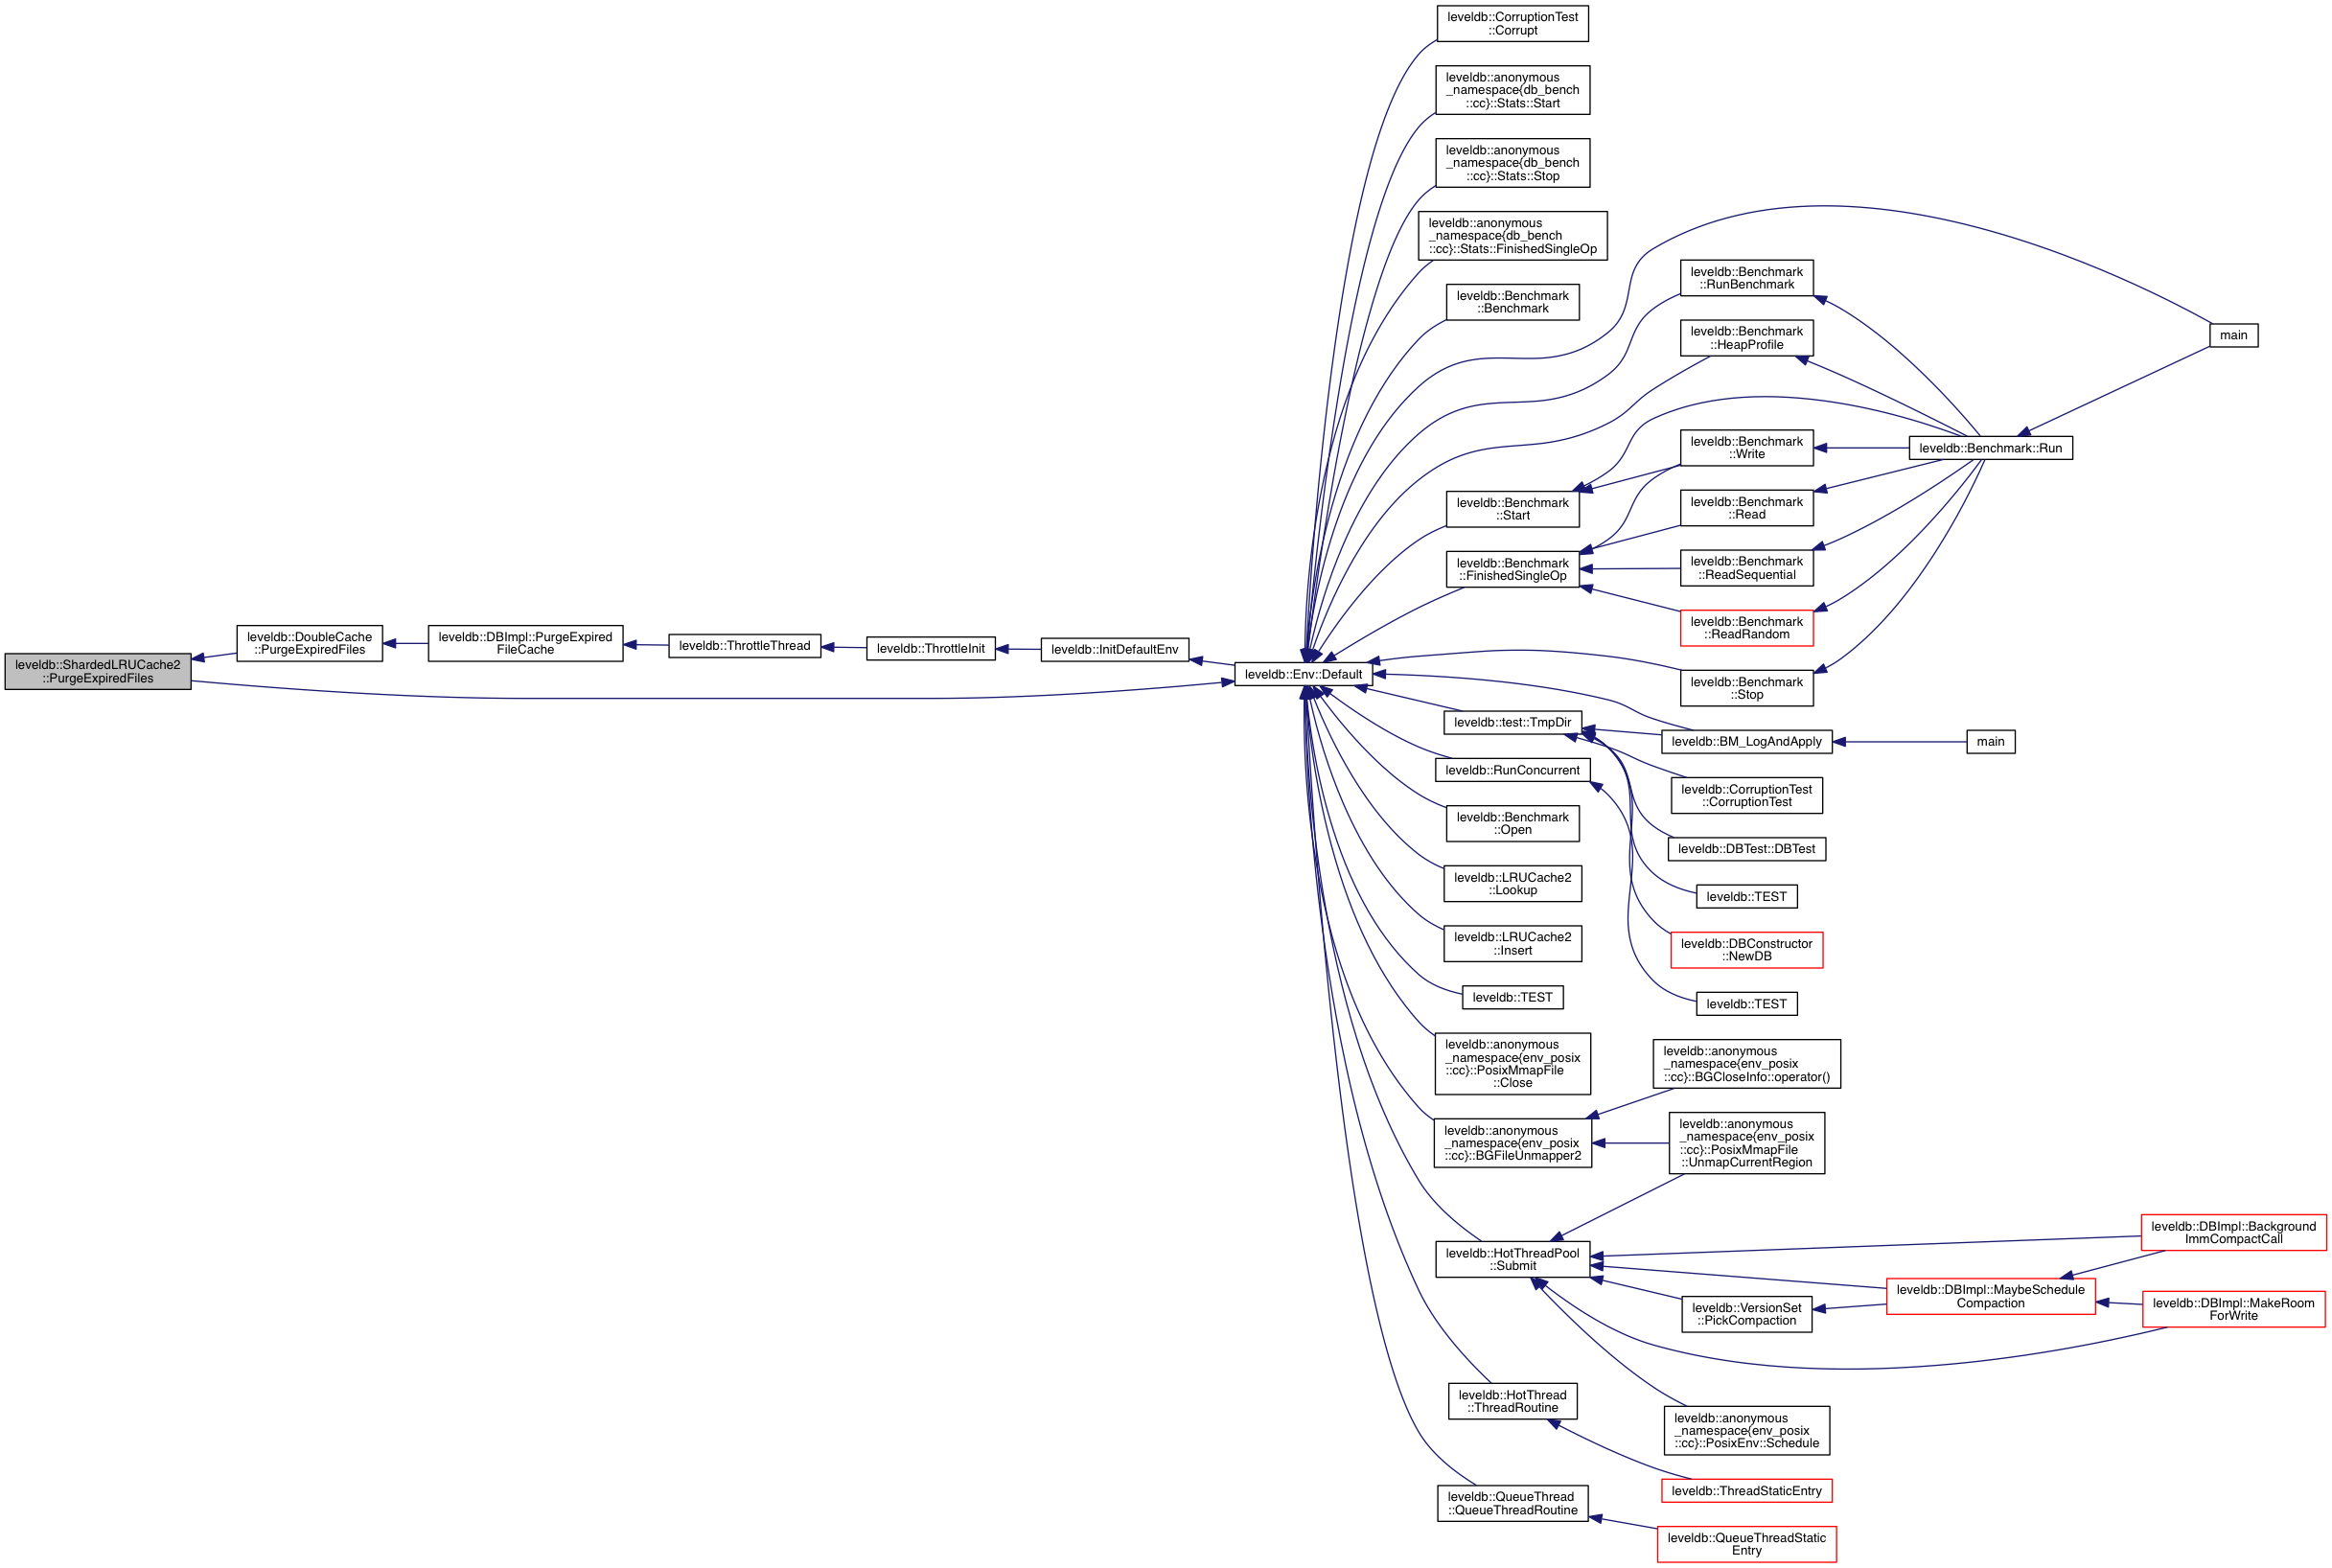 leveldb::ShardedLRUCache2
::PurgeExpiredFiles
leveldb::DoubleCache
::PurgeExpiredFiles
leveldb::DBImpl::PurgeExpired
FileCache
leveldb::ThrottleThread
leveldb::ThrottleInit
leveldb::InitDefaultEnv
leveldb::Env::Default
leveldb::CorruptionTest
::Corrupt
leveldb::anonymous
_namespace{db_bench
::cc}::Stats::Start
leveldb::anonymous
_namespace{db_bench
::cc}::Stats::Stop
leveldb::anonymous
_namespace{db_bench
::cc}::Stats::FinishedSingleOp
leveldb::Benchmark
::Benchmark
leveldb::Benchmark
::RunBenchmark
leveldb::Benchmark
::HeapProfile
main
leveldb::Benchmark
::Write
leveldb::Benchmark::Run
leveldb::Benchmark
::Start
leveldb::Benchmark
::Read
leveldb::Benchmark
::FinishedSingleOp
leveldb::Benchmark
::ReadSequential
leveldb::Benchmark
::ReadRandom
leveldb::Benchmark
::Stop
leveldb::test::TmpDir
leveldb::BM_LogAndApply
main
leveldb::RunConcurrent
leveldb::CorruptionTest
::CorruptionTest
leveldb::Benchmark
::Open
leveldb::DBTest::DBTest
leveldb::LRUCache2
::Lookup
leveldb::TEST
leveldb::LRUCache2
::Insert
leveldb::DBConstructor
::NewDB
leveldb::TEST
leveldb::TEST
leveldb::anonymous
_namespace{env_posix
::cc}::PosixMmapFile
::Close
leveldb::anonymous
_namespace{env_posix
::cc}::BGCloseInfo::operator()
leveldb::anonymous
_namespace{env_posix
::cc}::BGFileUnmapper2
leveldb::anonymous
_namespace{env_posix
::cc}::PosixMmapFile
::UnmapCurrentRegion
leveldb::HotThreadPool
::Submit
leveldb::DBImpl::Background
ImmCompactCall
leveldb::DBImpl::MaybeSchedule
Compaction
leveldb::VersionSet
::PickCompaction
leveldb::DBImpl::MakeRoom
ForWrite
leveldb::HotThread
::ThreadRoutine
leveldb::anonymous
_namespace{env_posix
::cc}::PosixEnv::Schedule
leveldb::ThreadStaticEntry
leveldb::QueueThread
::QueueThreadRoutine
leveldb::QueueThreadStatic
Entry